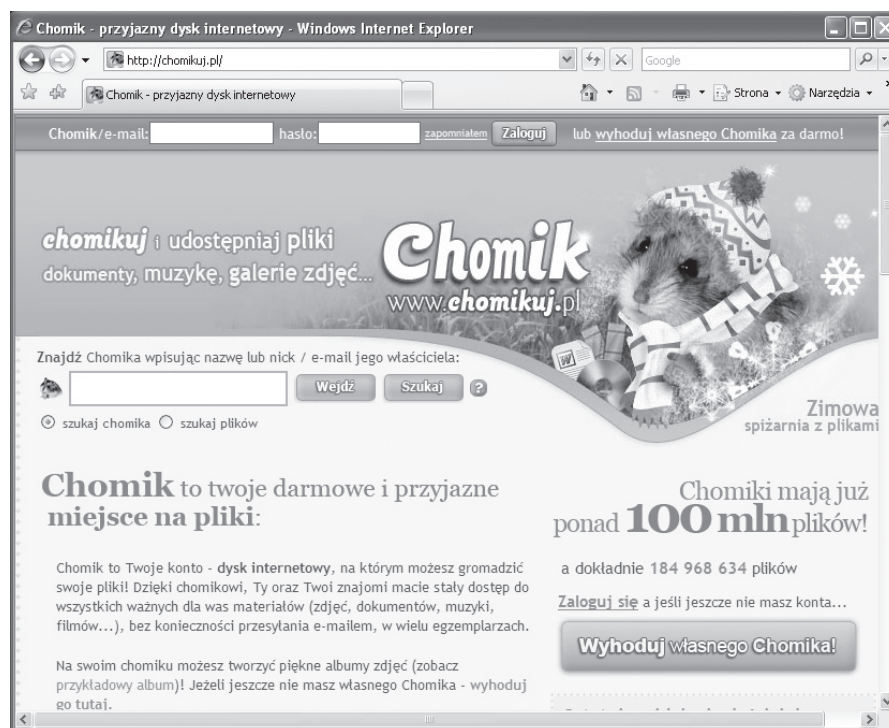 Chomik - przyjazny dysk internetowy - Windows Internet Explorer
http://chomikuj.pl/
Google
Chomik - przyjazny dysk internetowy
Strona
Narzędzia
Chomik/e-mail:
hasło:
zapomniałem
Zaloguj
lub wyhoduj własnego Chomika za darmo!
chomikuj i udostępniaj pliki
dokumenty, muzykę, galerie zdjęć...
Chomik
www.chomikuj.pl
Znajdź Chomika wpisując nazwę lub nick / e-mail jego właściciela:
Wejdź
Szukaj
?
szukaj chomika
szukaj plików
Zimowa
spiżarnia z plikami
Chomik to twoje darmowe i przyjazne
miejsce na pliki:
Chomik to Twoje konto - dysk internetowy, na którym możesz gromadzić
swoje pliki! Dzięki chomikowi, Ty oraz Twoi znajomi macie stały dostęp do
wszystkich ważnych dla was materiałów (zdjęć, dokumentów, muzyki,
filmów...), bez konieczności przesyłania e-mailem, w wielu egzemplarzach.
Na swoim chomiku możesz tworzyć piękne albumy zdjęć (zobacz
przykładowy album)! Jeżeli jeszcze nie masz własnego Chomika - wyhoduj
go tutaj.
Chomiki mają już
ponad 100 mln plików!
a dokładnie 184 968 634 plików
Zaloguj się a jeśli jeszcze nie masz konta...
Wyhoduj własnego Chomika!